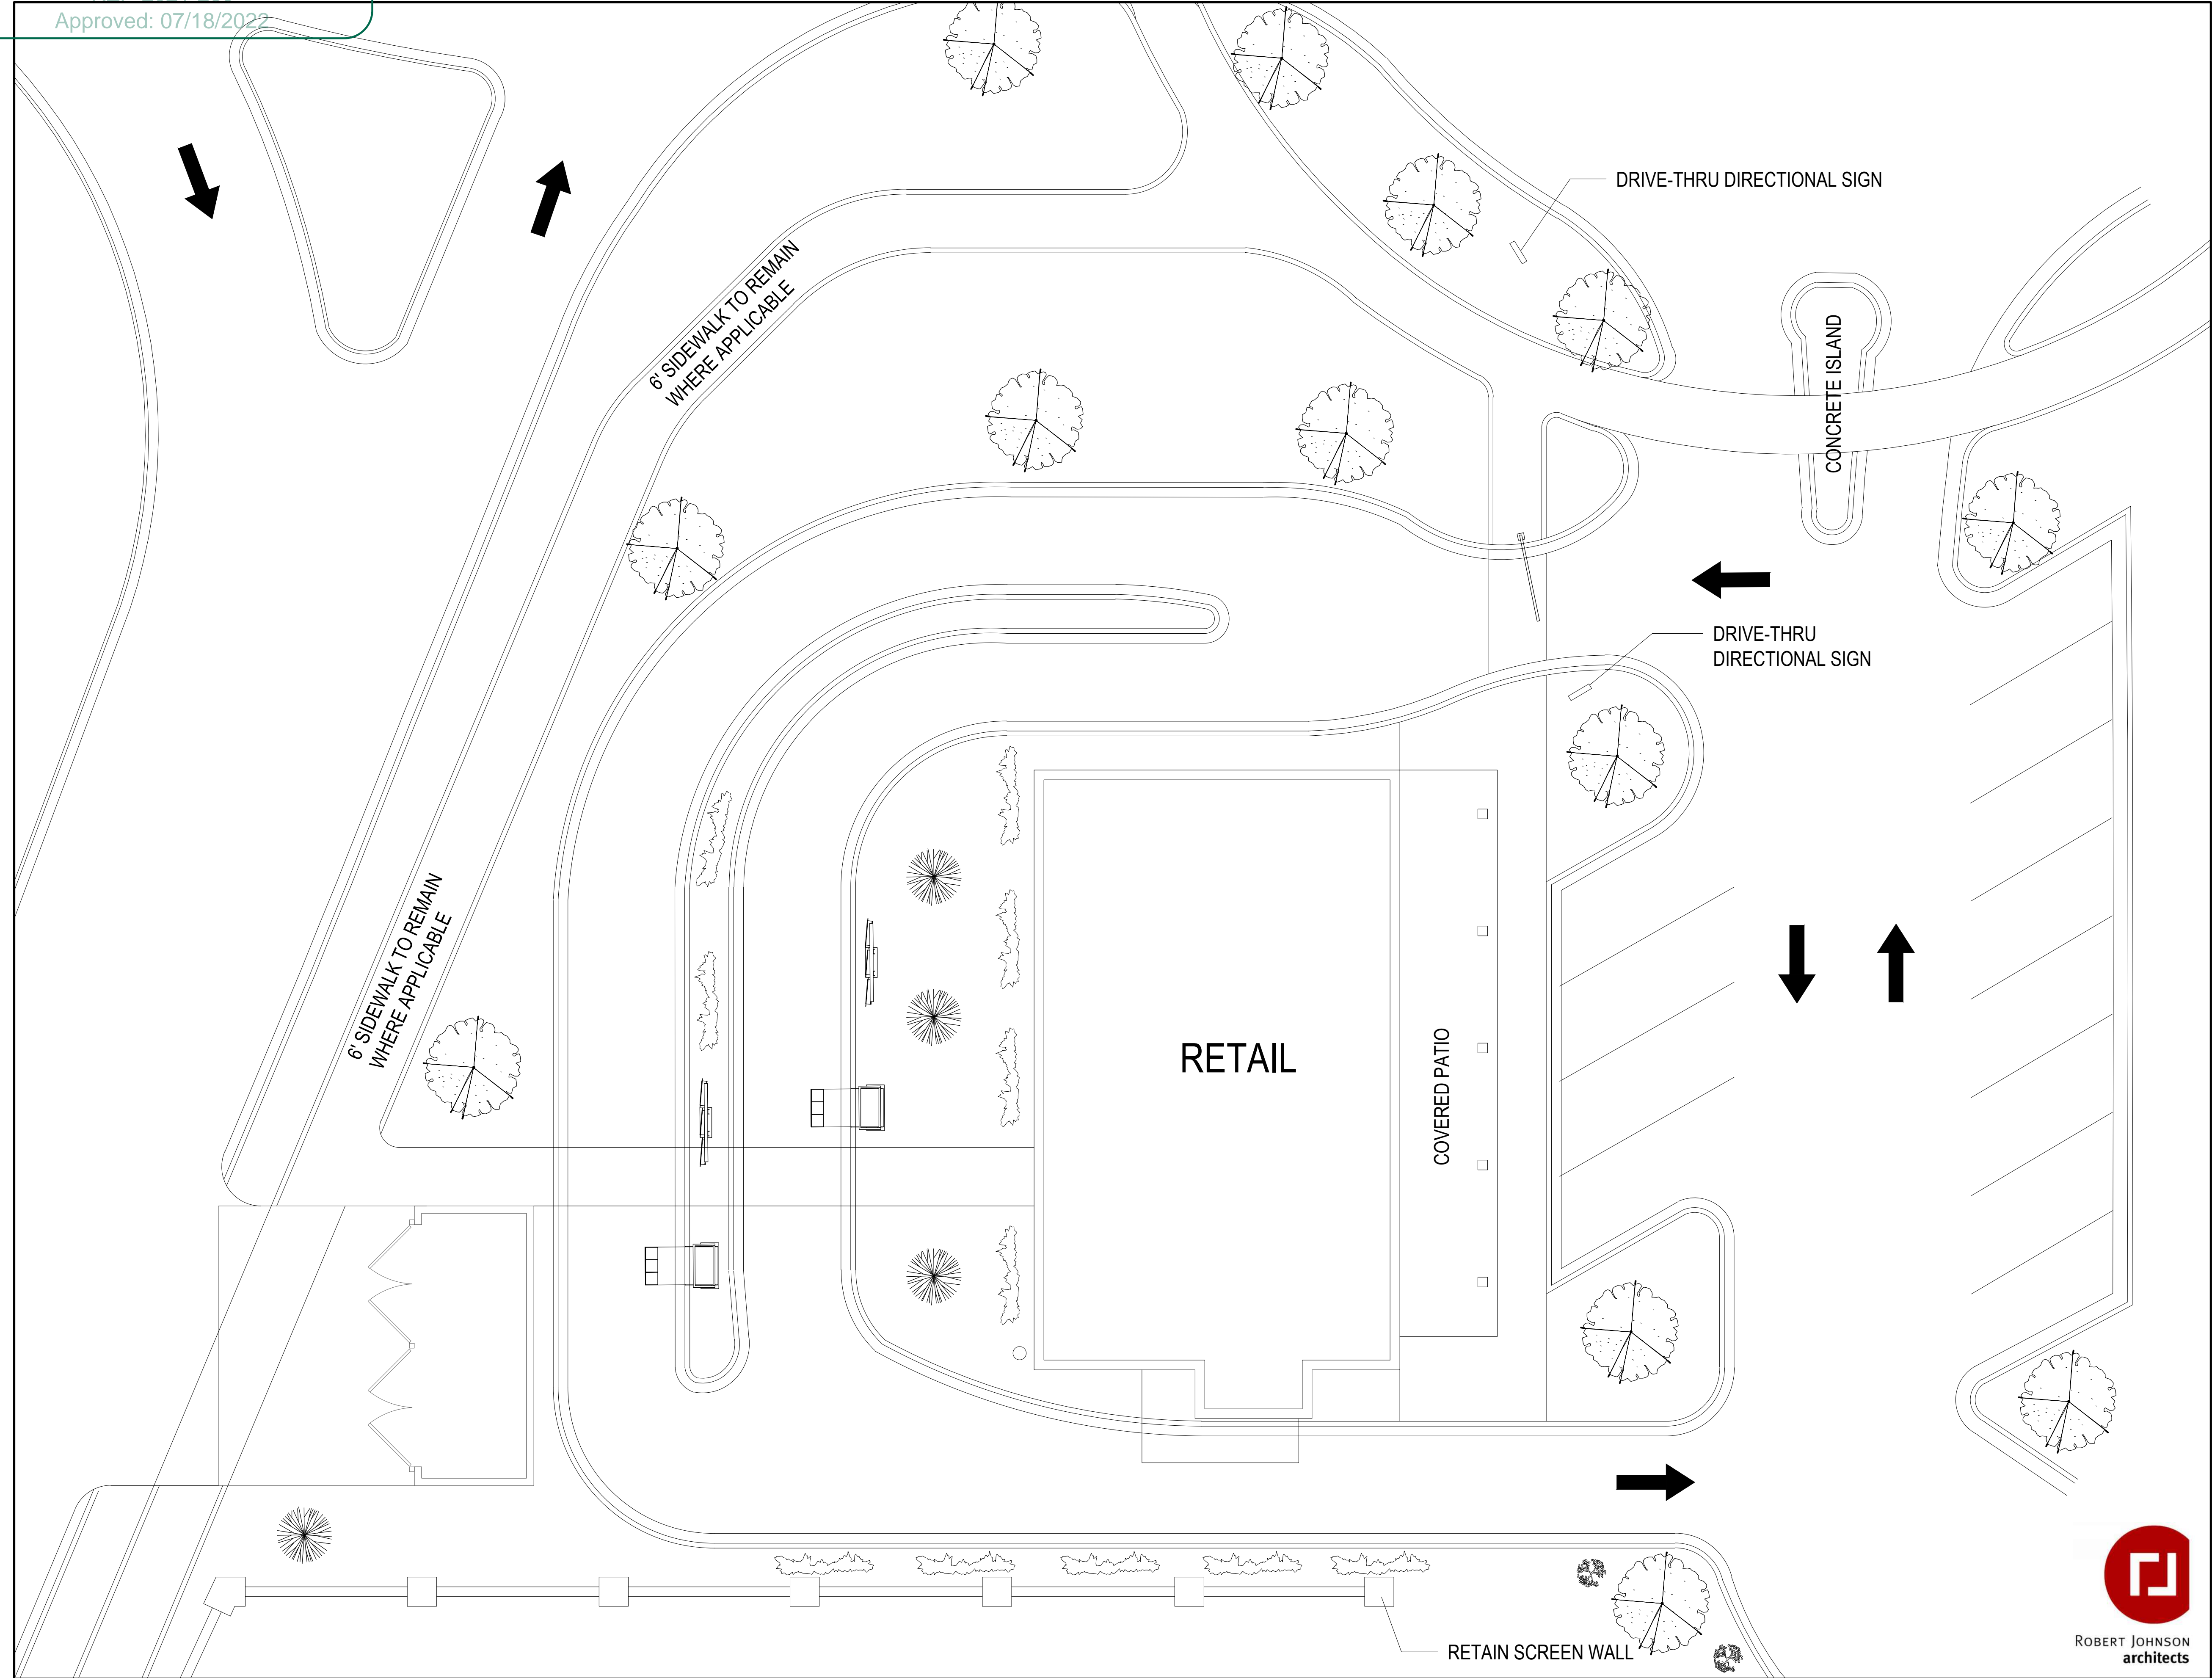 Approved: 07/18/2022
DRIVE-THRU DIRECTIONAL SIGN
6' SIDEWALK TO REMAIN
WHERE APPLICABLE
CONCRETE ISLAND
DRIVE-THRU
DIRECTIONAL SIGN
6' SIDEWALK TO REMAIN
WHERE APPLICABLE
RETAIL
COVERED PATIO
RETAIN SCREEN WALL
ROBERT JOHNSON
architects